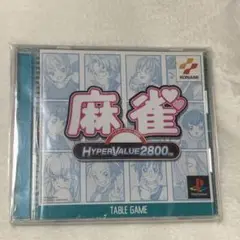 KONAMI
麻雀
HYPERVALUE2800
TABLE GAME